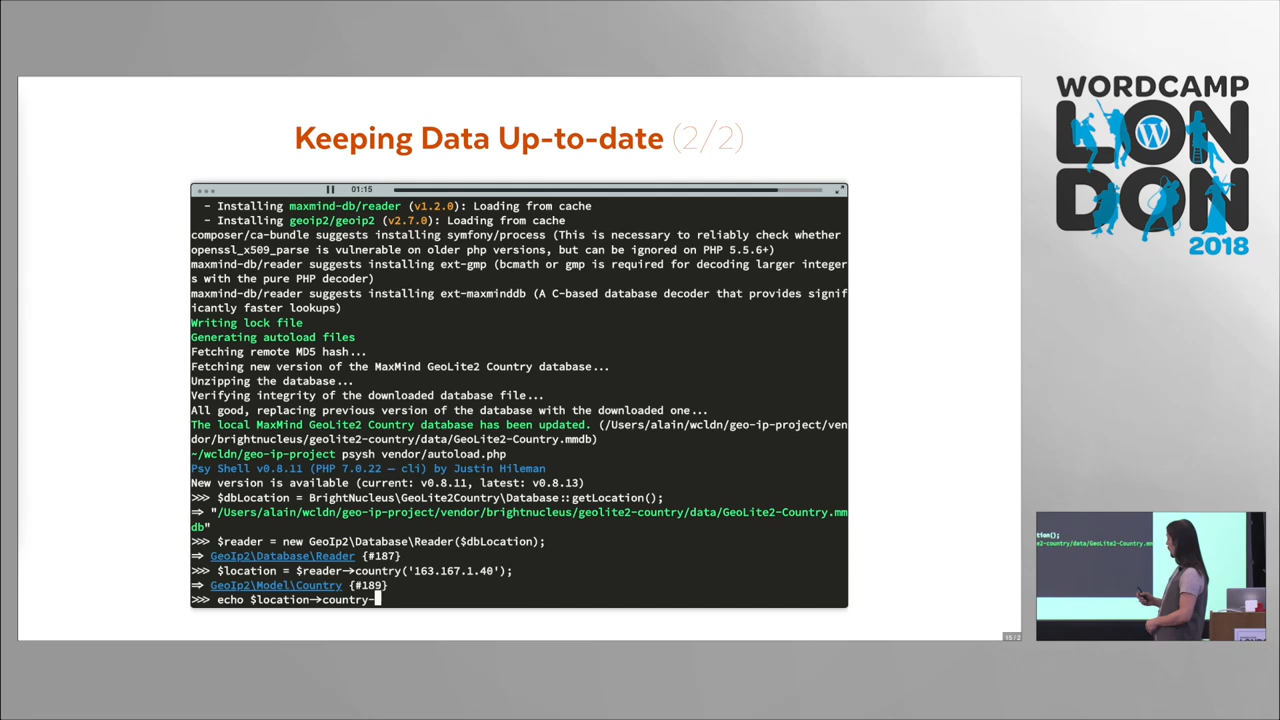 Keeping Data Up-to-date (2/2)
01:15
- Installing maxmind-db/reader (v1.2.0): Loading from cache
- Installing geoip2/geoip2 (v2.7.0): Loading from cache
composer/ca-bundle suggests installing symfony/process (This is necessary to reliably check whether
openssl_x509_parse is vulnerable on older php versions, but can be ignored on PHP 5.5.6+)
maxmind-db/reader suggests installing ext-gmp (bcmath or gmp is required for decoding larger integer
s with the pure PHP decoder)
maxmind-db/reader suggests installing ext-maxminddb (A C-based database decoder that provides signif
icantly faster lookups)
Writing lock file
Generating autoload files
Fetching remote MD5 hash...
Fetching new version of the MaxMind GeoLite2 Country database...
Unzipping the database...
Verifying integrity of the downloaded database file...
All good, replacing previous version of the database with the downloaded one...
The local MaxMind GeoLite2 Country database has been updated. (/Users/alain/wcldn/geo-ip-project/ven
dor/brightnucleus/geolite2-country/data/GeoLite2-Country.mmdb)
~/wcldn/geo-ip-project psysh vendor/autoload.php
Psy Shell v0.8.11 (PHP 7.0.22 — cli) by Justin Hileman
New version is available (current: v0.8.11, latest: v0.8.13)
>>> $dbLocation = BrightNucleus\GeoLite2Country\Database::getLocation();
⇒ "/Users/alain/wcldn/geo-ip-project/vendor/brightnucleus/geolite2-country/data/GeoLite2-Country.mm
db"
>>> $reader = new GeoIp2\Database\Reader($dbLocation);
⇒ GeoIp2\Database\Reader {#187}
>>> $location = $reader→country('163.167.1.40');
⇒ GeoIp2\Model\Country {#189}
>>> echo $location→country-
15/2
WORDCAMP
LON
DON
2018
tion();
e2-country/data/GeoLite2-Country.mm